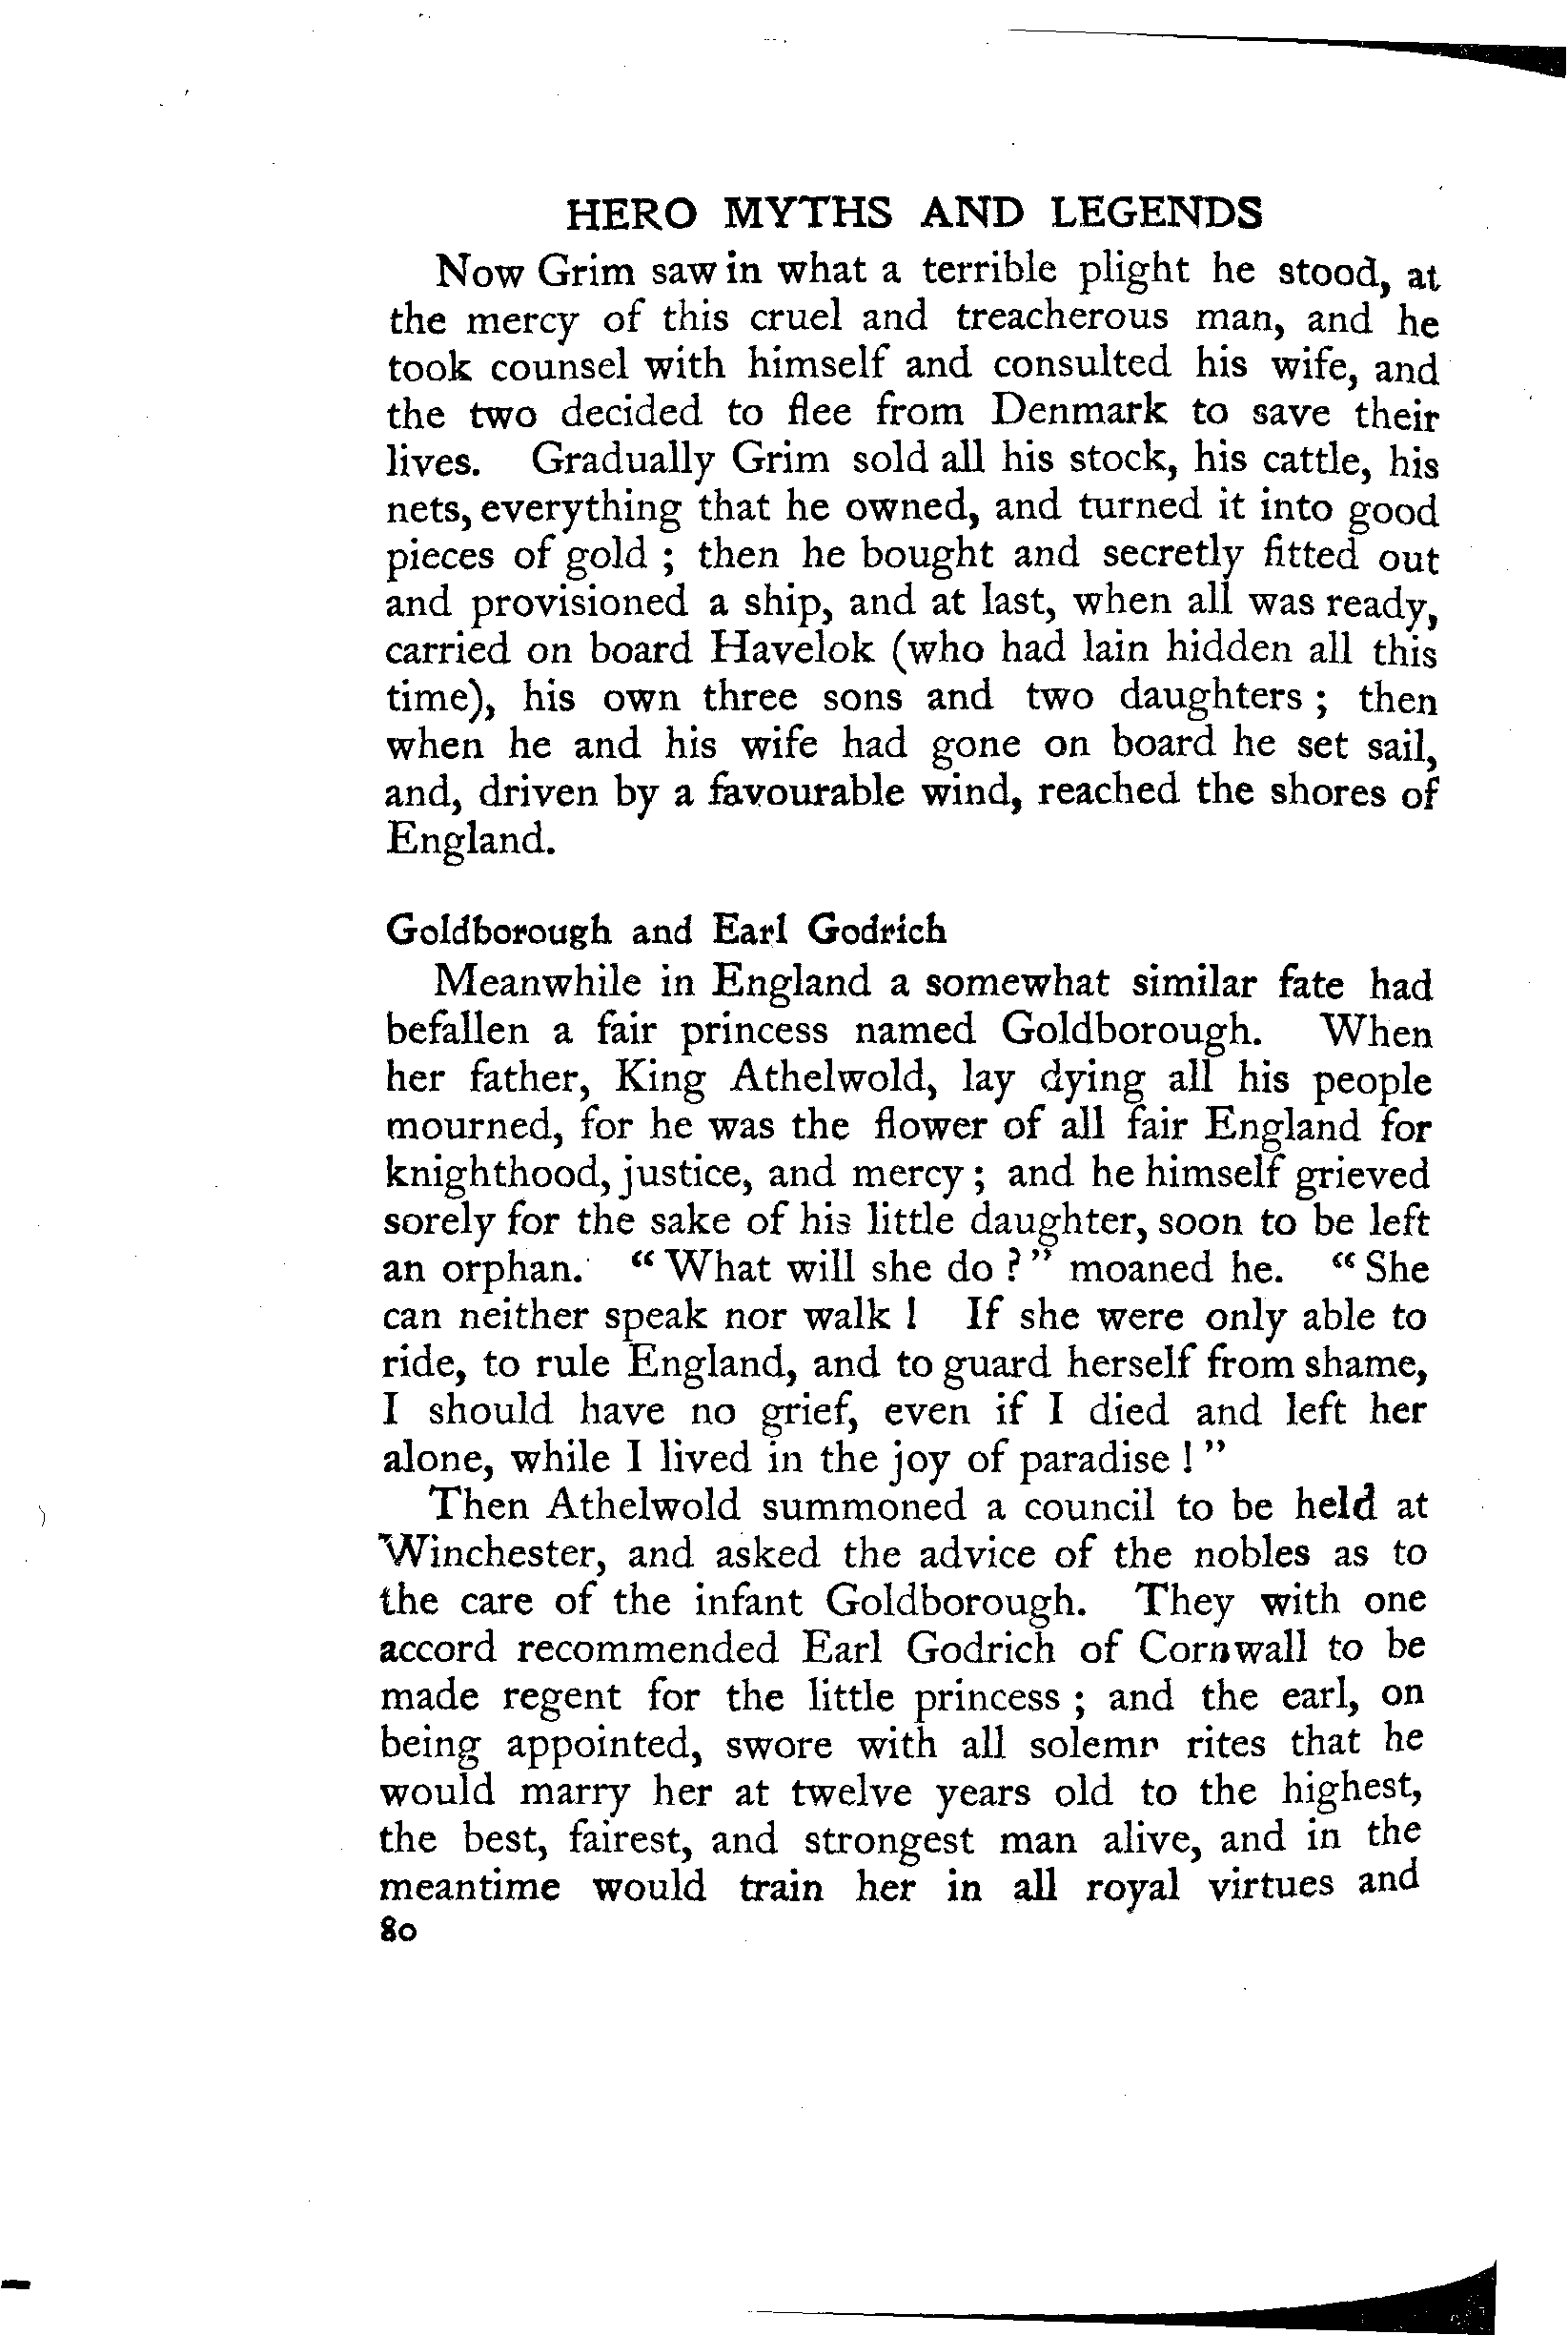 HERO MYTHS AND LEGENDS
Now Grim saw in what a terrible plight he stood, at
the mercy of this cruel and treacherous man, and he
took counsel with himself and consulted his wife, and
the two decided to flee from Denmark to save their
lives. Gradually Grim sold all his stock, his cattle, his
nets, everything that he owned, and turned it into good
pieces of gold ; then he bought and secretly fitted out
and provisioned a ship, and at last, when all was ready,
carried on board Havelok (who had lain hidden all this
time), his own three sons and two daughters ; then
when he and his wife had gone on board he set sail,
and, driven by a favourable wind, reached the shores of
England.
Goldborough and Earl Godrich
Meanwhile in England a somewhat similar fate had
befallen a fair princess named Goldborough. When
her father, King Athelwold, lay dying all his people
mourned, for he was the flower of all fair England for
knighthood, justice, and mercy ; and he himself grieved
sorely for the sake of his little daughter, soon to be left
an orphan. “ What will she do ? ” moaned he. “ She
can neither speak nor walk ! If she were only able to
ride, to rule England, and to guard herself from shame,
I should have no grief, even if I died and left her
alone, while I lived in the joy of paradise ! ”
Then Athelwold summoned a council to be held at
Winchester, and asked the advice of the nobles as to
the care of the infant Goldborough. They with one
accord recommended Earl Godrich of Cornwall to be
made regent for the little princess ; and the earl, on
being appointed, swore with all solemn rites that he
would marry her at twelve years old to the highest,
the best, fairest, and strongest man alive, and in the
meantime would train her in all royal virtues and
80